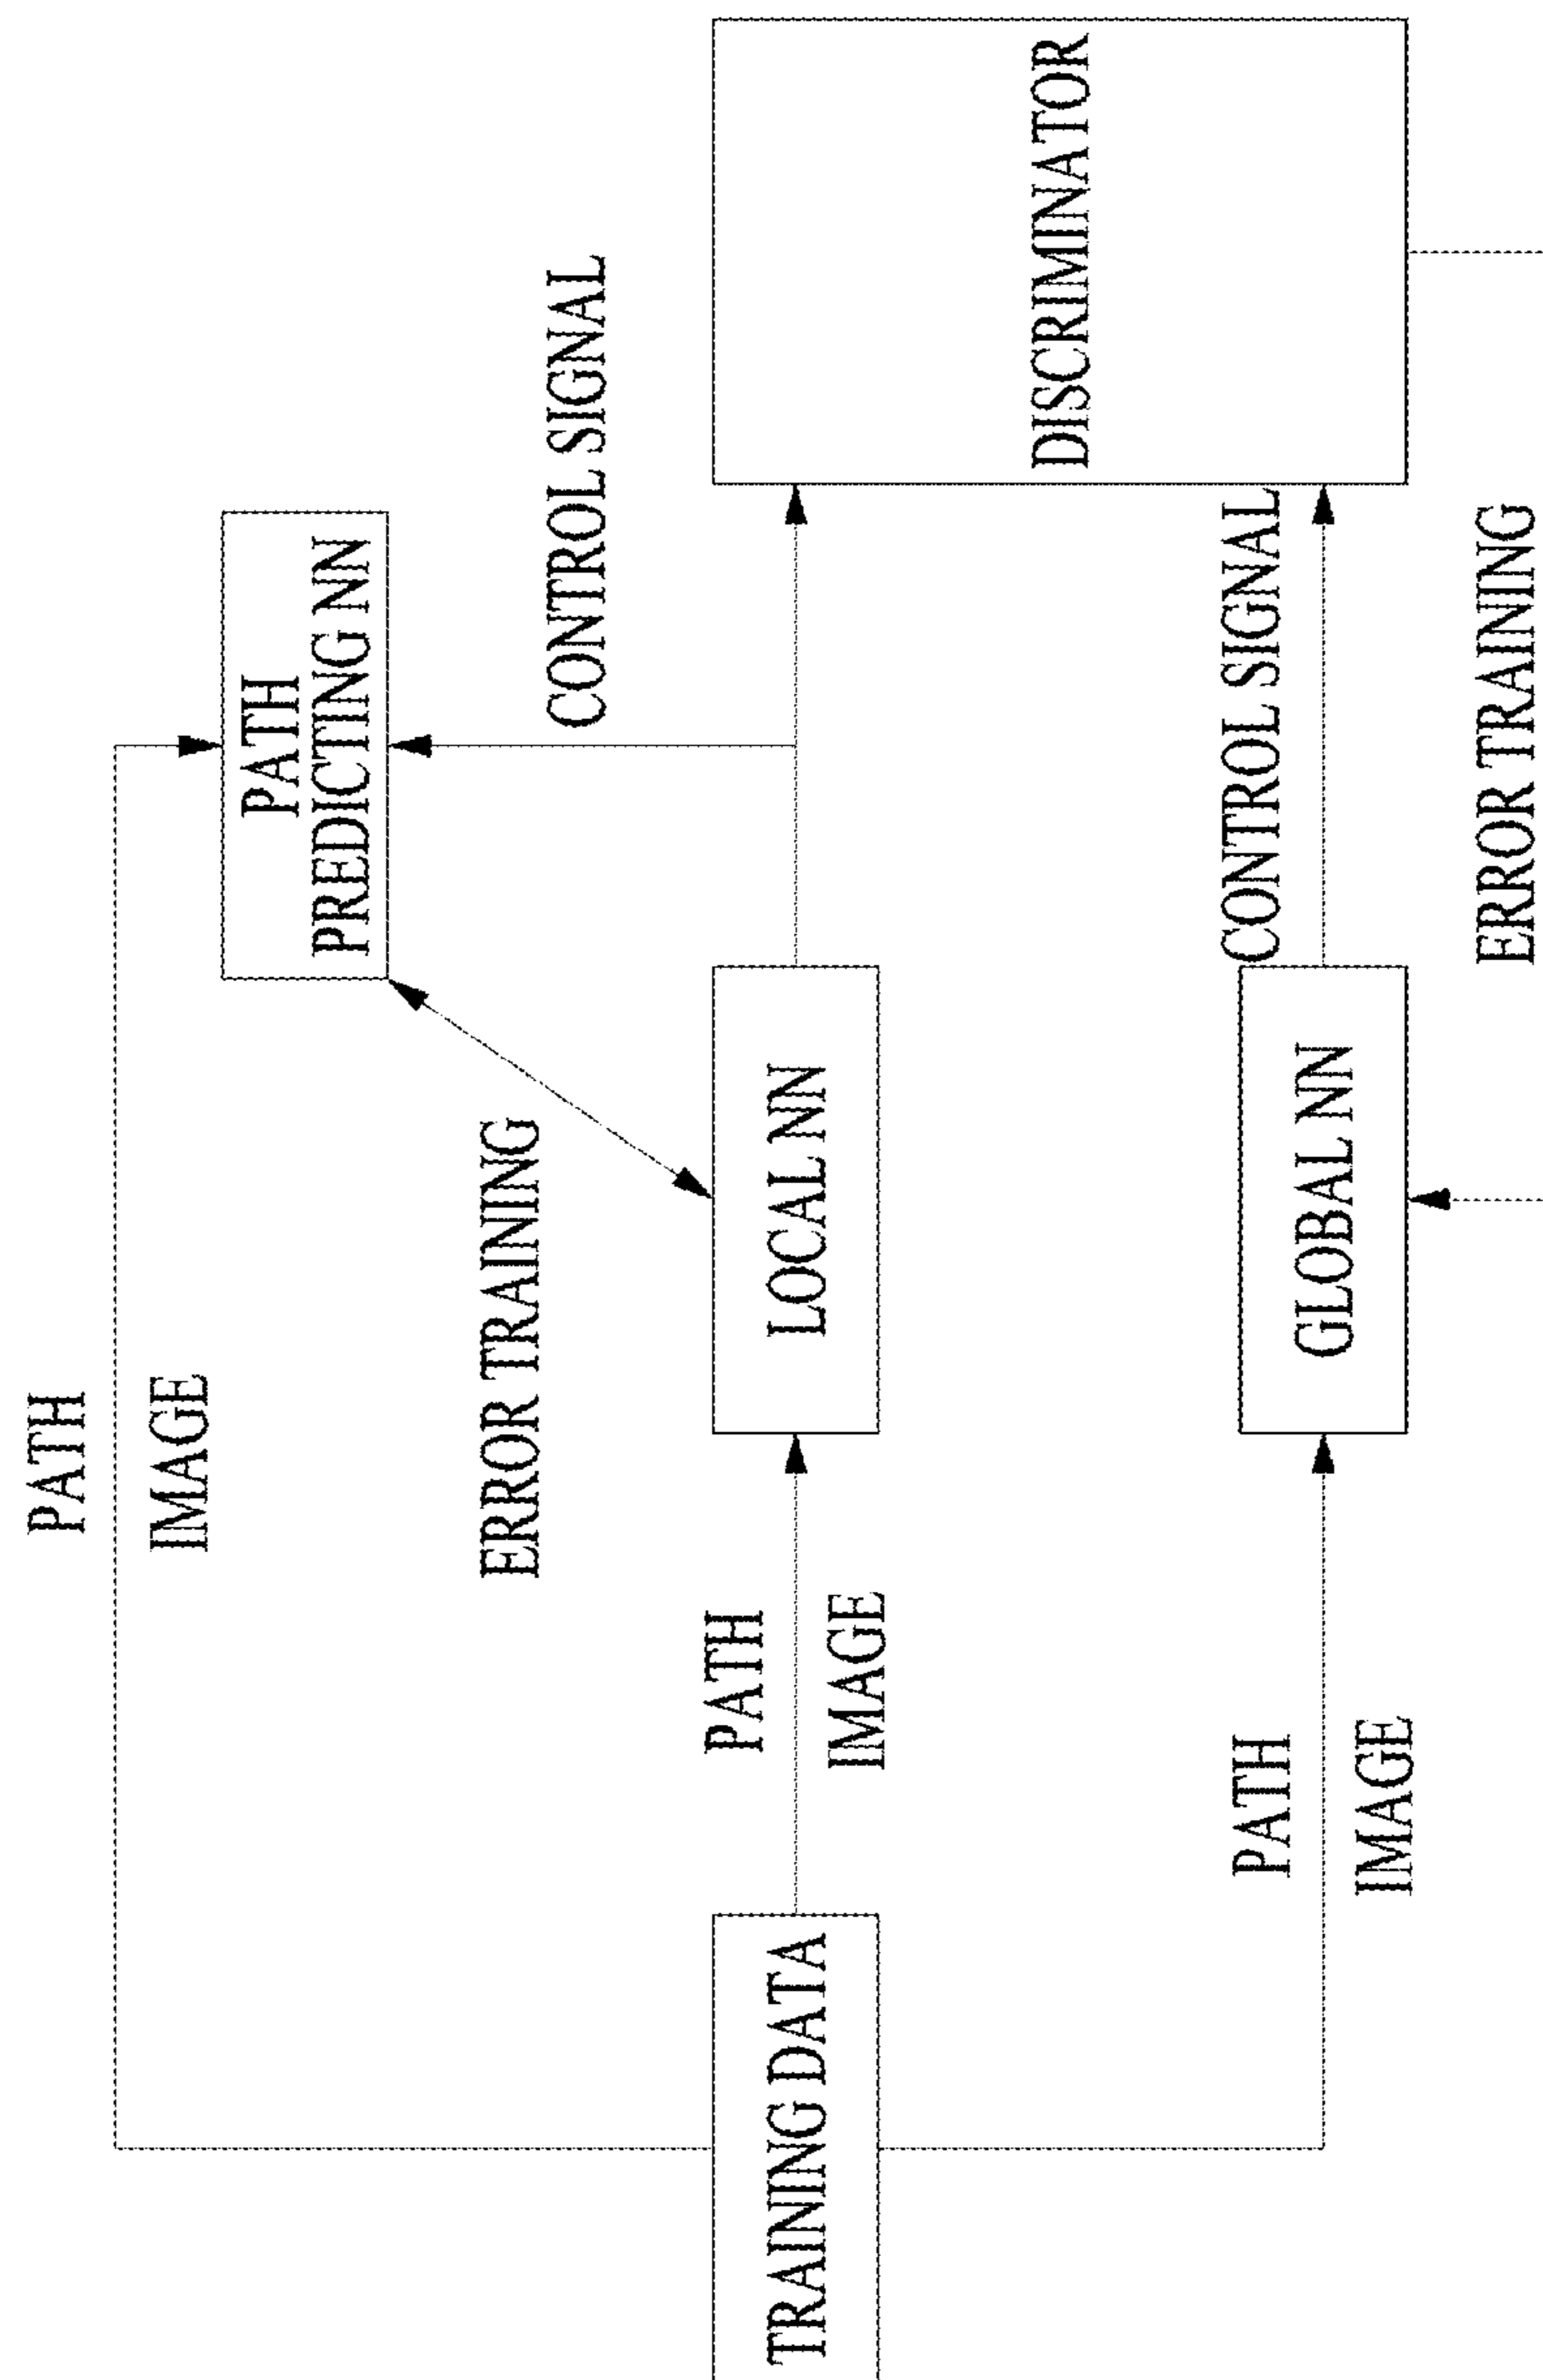 PATH
IMAGE
PATH
PREDICTING NN
ERROR TRAINING
CONTROL SIGNAL
TRAINING DATA
PATH
IMAGE
LOCAL NN
DISCRIMINATOR
PATH
IMAGE
GLOBAL NN
CONTROL SIGNAL
ERROR TRAINING